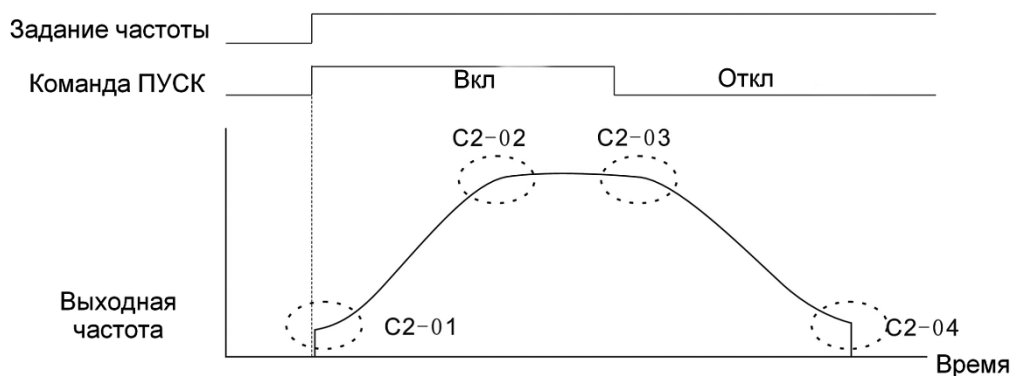 Задание частоты
Команда ПУСК
Вкл
Откл
C2-02
C2-03
Выходная
частота
C2-01
C2-04
Время